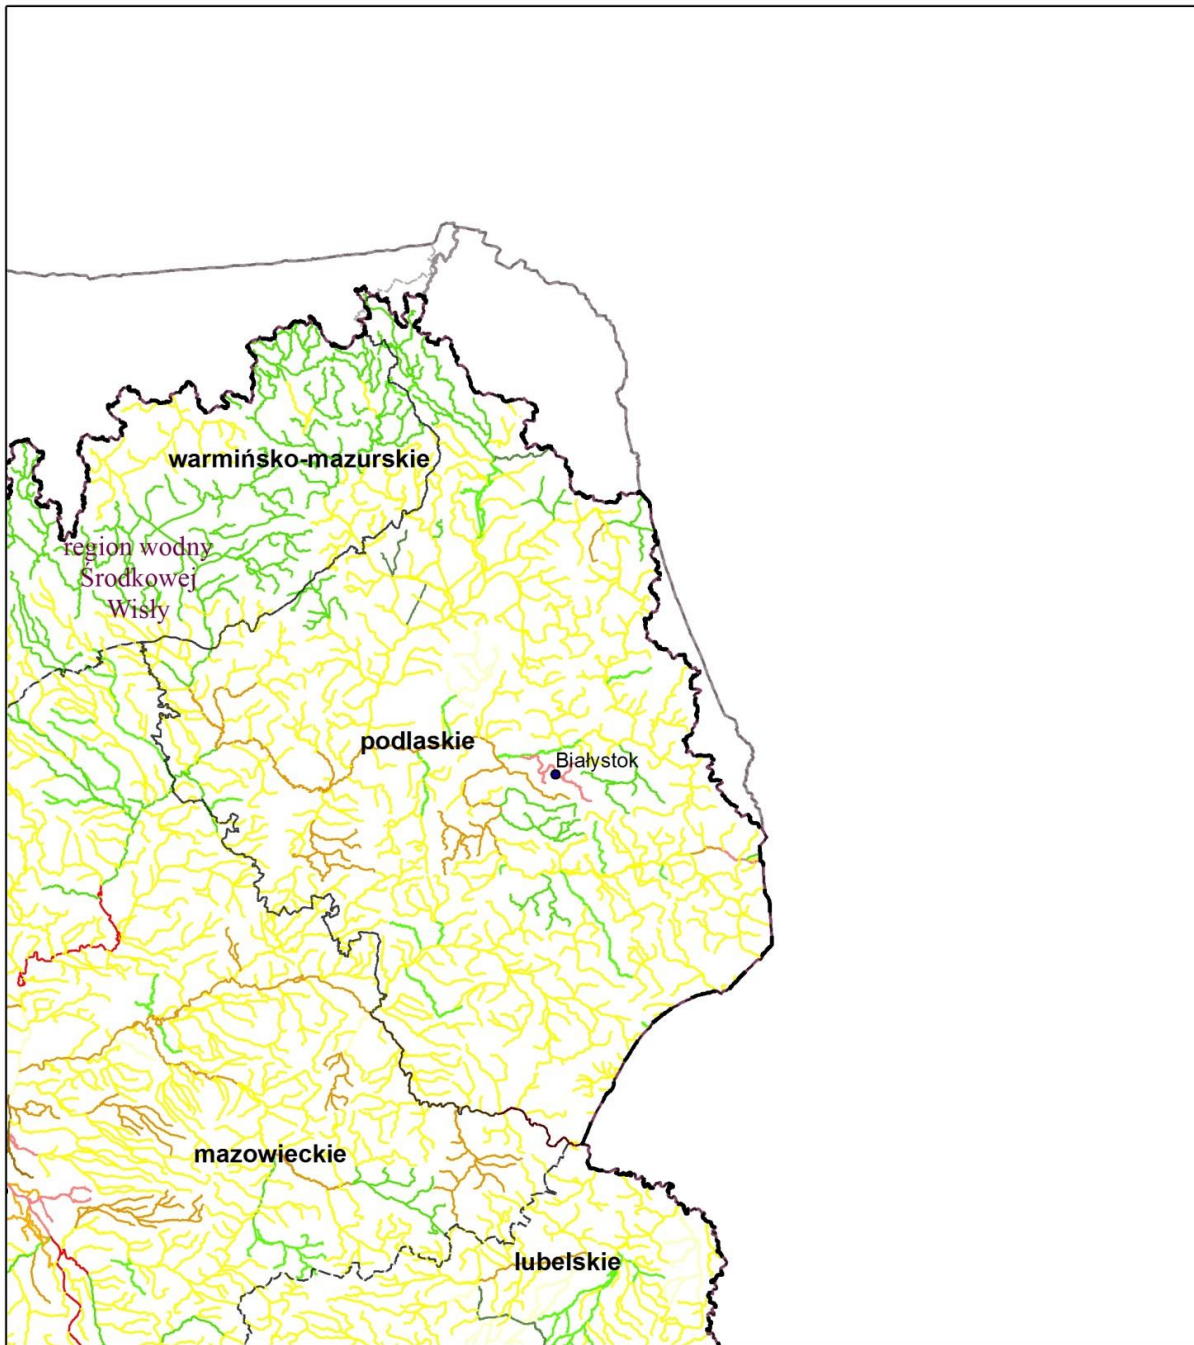 warmińsko-mazurskie
region wodny
Środkowej
Wisły
podlaskie
Białystok
mazowieckie
lubelskie